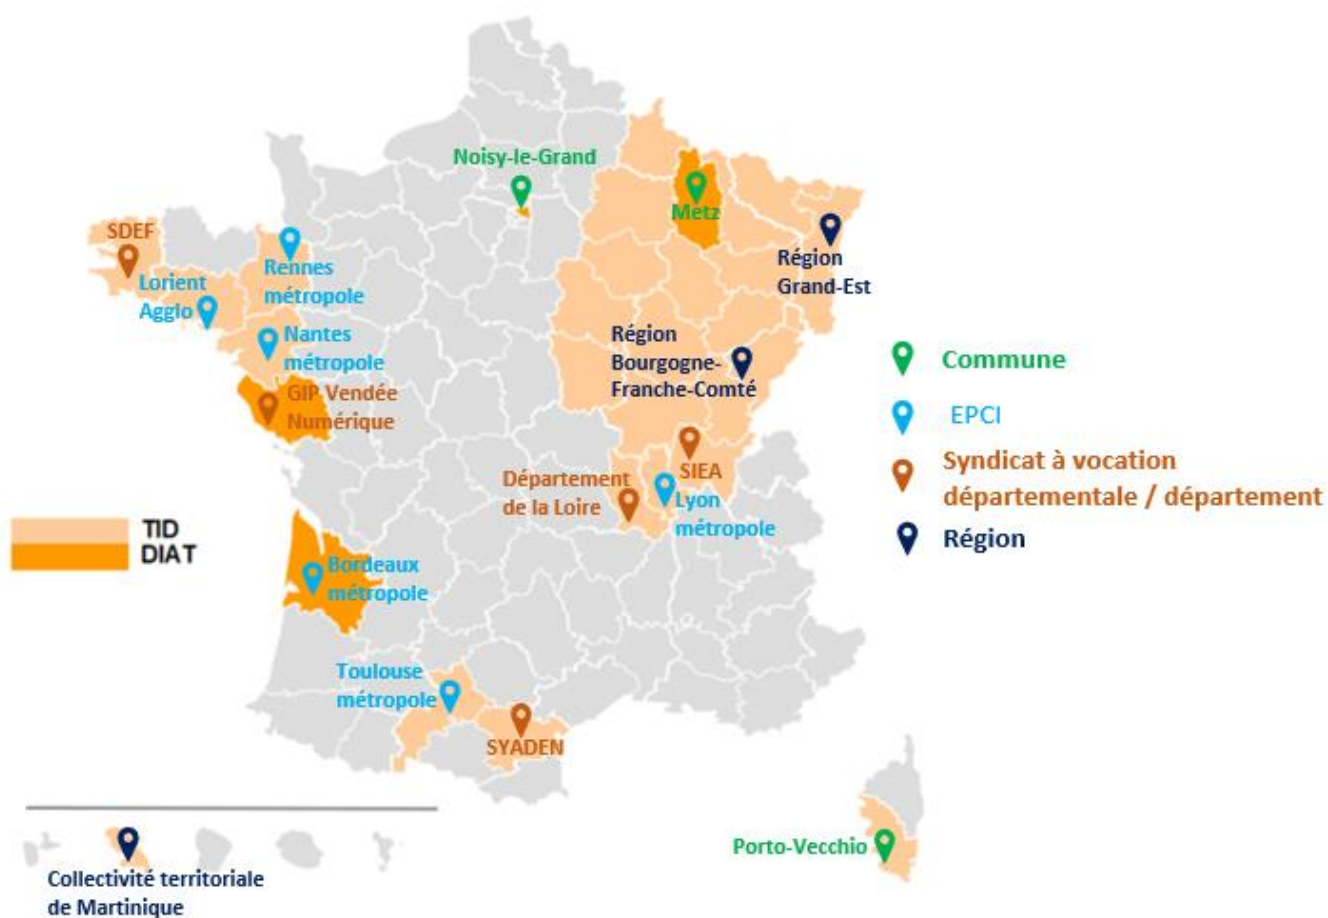 Noisy-le-Grand
Metz
SDEF
Région
Grand-Est
Lorient
Agglo
Rennes
métropole
Nantes
métropole
Région
Bourgogne-
Franche-Comté
GIP Vendée
Numérique
SIEA
Département
de la Loire
Lyon
métropole
Bordeaux
métropole
Toulouse
métropole
SYADEN
Porto-Vecchio
Collectivité territoriale
de Martinique
TID
DIAT
Commune
EPCI
Syndicat à vocation
départementale / département
Région